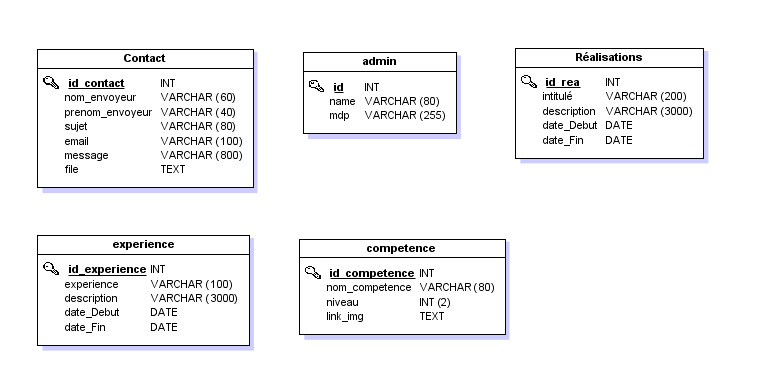 Contact
id_contact INT
nom_envoyeur VARCHAR (60)
prenom_envoyeur VARCHAR (40)
sujet VARCHAR (80)
email VARCHAR (100)
message VARCHAR (800)
file TEXT
admin
id INT
name VARCHAR (80)
mdp VARCHAR (255)
Réalisations
id_rea INT
intitulé VARCHAR (200)
description VARCHAR (3000)
date_Debut DATE
date_Fin DATE
experience
id_experience INT
experience VARCHAR (100)
description VARCHAR (3000)
date_Debut DATE
date_Fin DATE
competence
id_competence INT
nom_competence VARCHAR (80)
niveau INT (2)
link_img TEXT